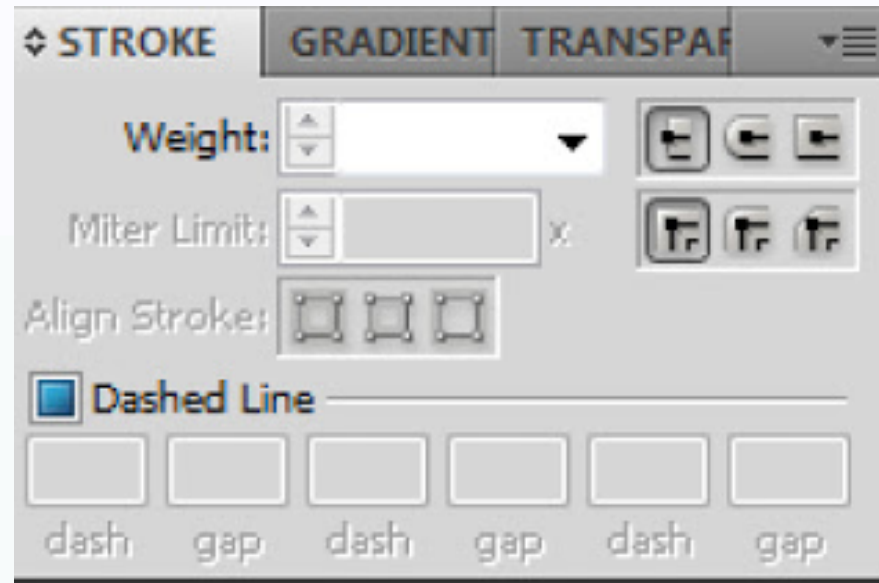 STROKE GRADIENT TRANSPAR
Weight:
Miter Limit: x
Align Stroke:
Dashed Line
dash gap dash gap dash gap